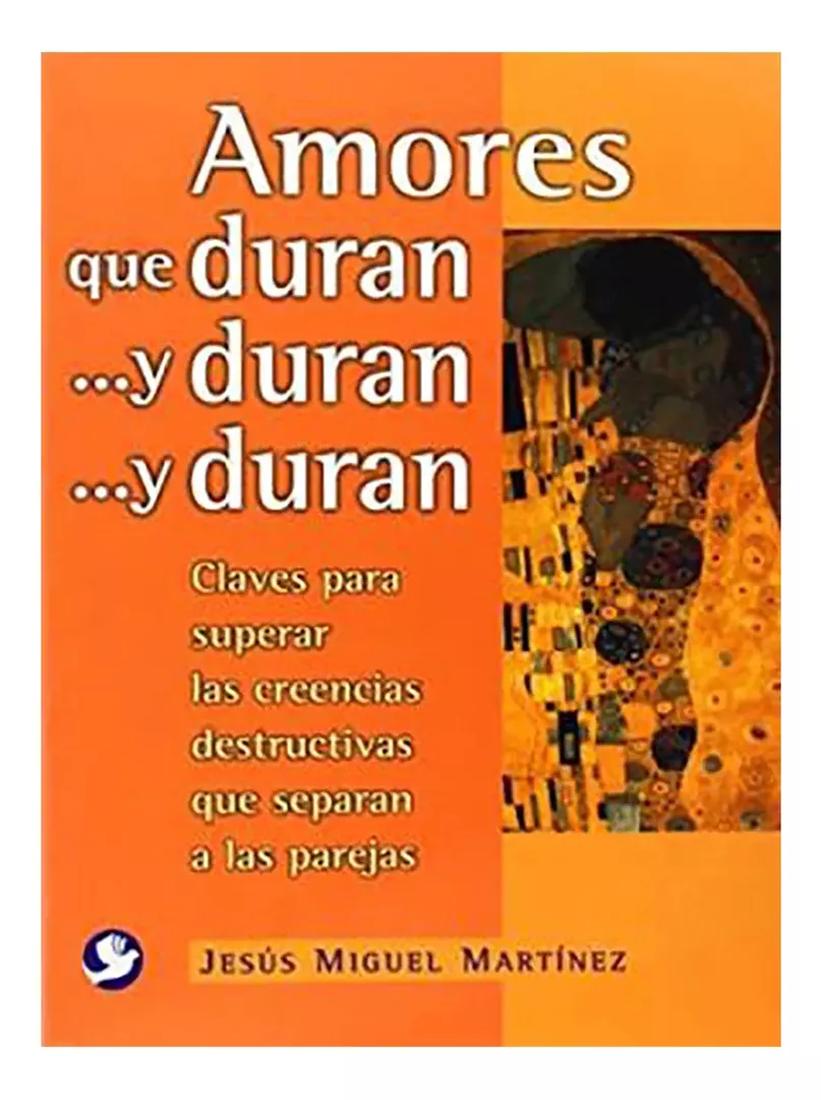 Amores
que duran
...y duran
...y duran
Claves para
superar
las creencias
destructivas
que separan
a las parejas
JESÚS MIGUEL MARTÍNEZ